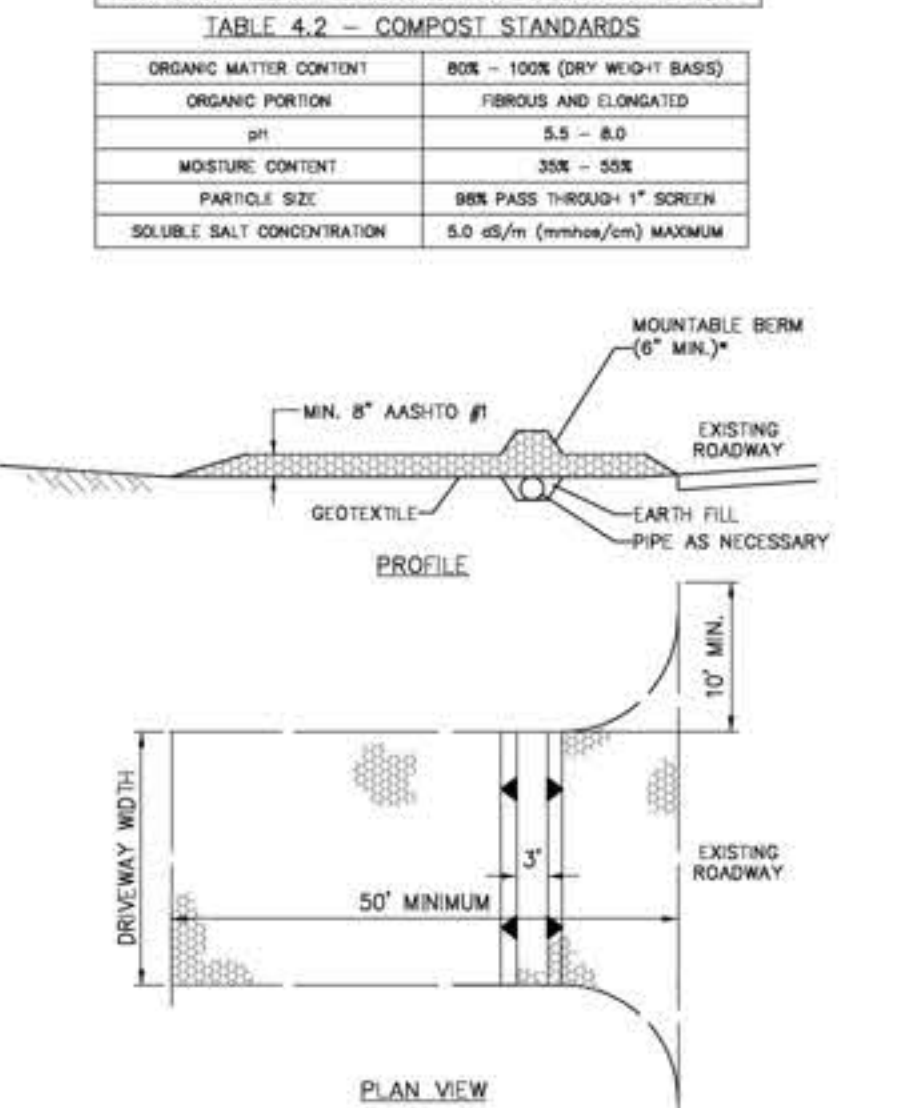 TABLE 4.2 – COMPOST STANDARDS
ORGANIC MATTER CONTENT 80% – 100% (DRY WEIGHT BASIS)
ORGANIC PORTION FIBROUS AND ELONGATED
pH 5.5 – 8.0
MOISTURE CONTENT 35% – 55%
PARTICLE SIZE 98% PASS THROUGH 1" SCREEN
SOLUBLE SALT CONCENTRATION 5.0 dS/m (mmhos/cm) MAXIMUM
MOUNTABLE BERM
(6" MIN.)*
MIN. 8" AASHTO #1
EXISTING
ROADWAY
GEOTEXTILE
EARTH FILL
PIPE AS NECESSARY
PROFILE
10' MIN.
DRIVEWAY WIDTH
3'
EXISTING
ROADWAY
50' MINIMUM
PLAN VIEW